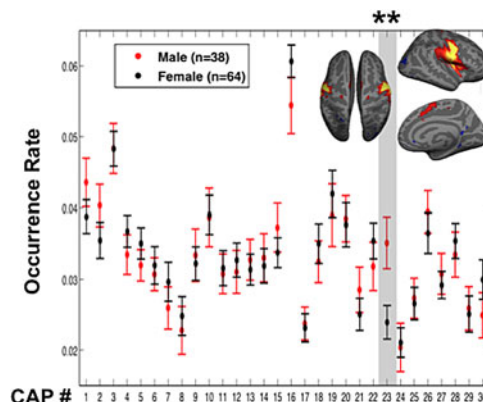 **
Male (n=38)
Female (n=64)
Occurrence Rate
0.06
0.05
0.04
0.03
0.02
CAP #
1 2 3 4 5 6 7 8 9 10 11 12 13 14 15 16 17 18 19 20 21 22 23 24 25 26 27 28 29 30